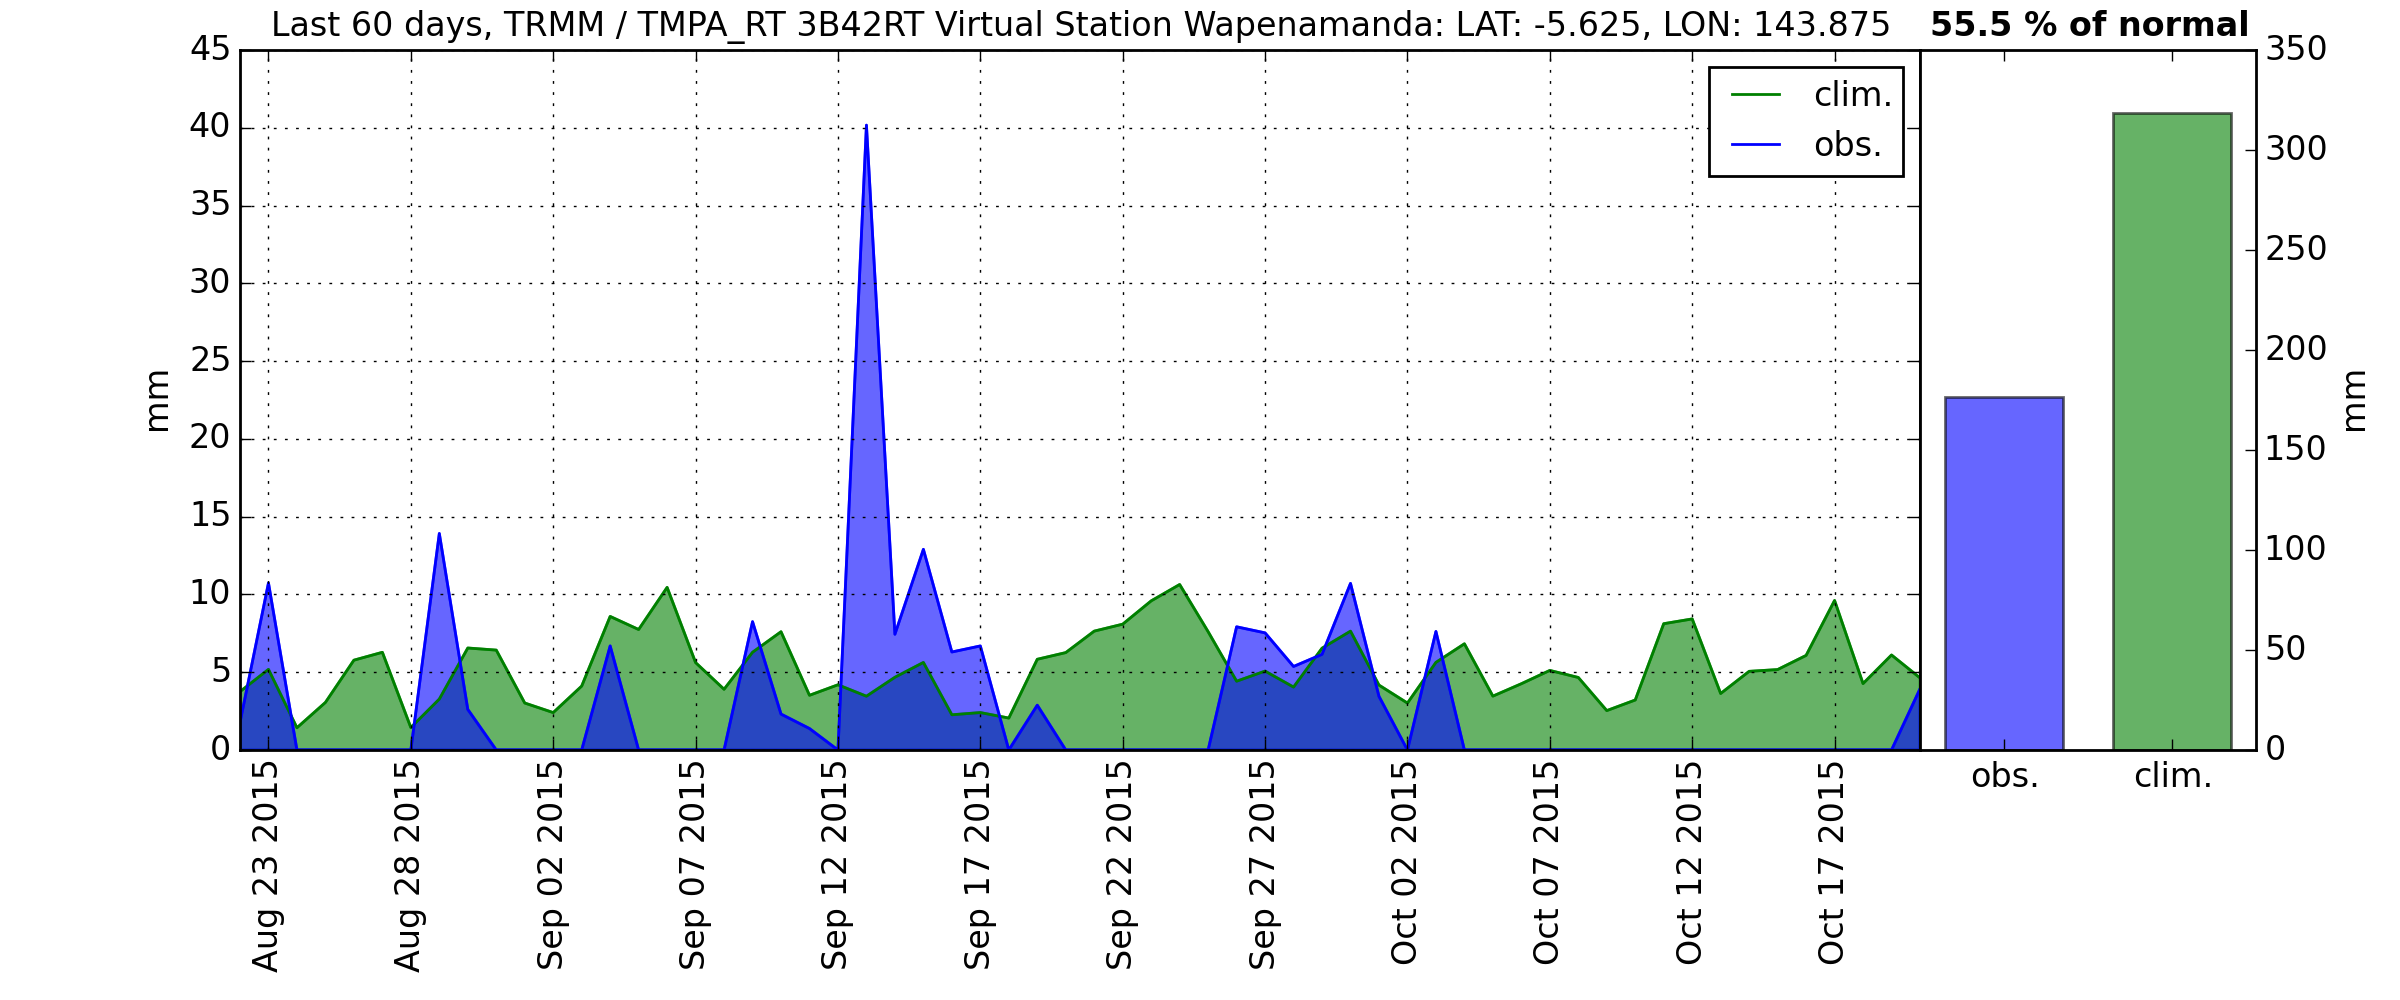 Last 60 days, TRMM / TMPA_RT 3B42RT Virtual Station Wapenamanda: LAT: -5.625, LON: 143.875
55.5 % of normal
45
40
35
30
25
20
15
10
5
0
mm
clim.
obs.
Aug 23 2015
Aug 28 2015
Sep 02 2015
Sep 07 2015
Sep 12 2015
Sep 17 2015
Sep 22 2015
Sep 27 2015
Oct 02 2015
Oct 07 2015
Oct 12 2015
Oct 17 2015
350
300
250
200
150
100
50
0
mm
obs.
clim.